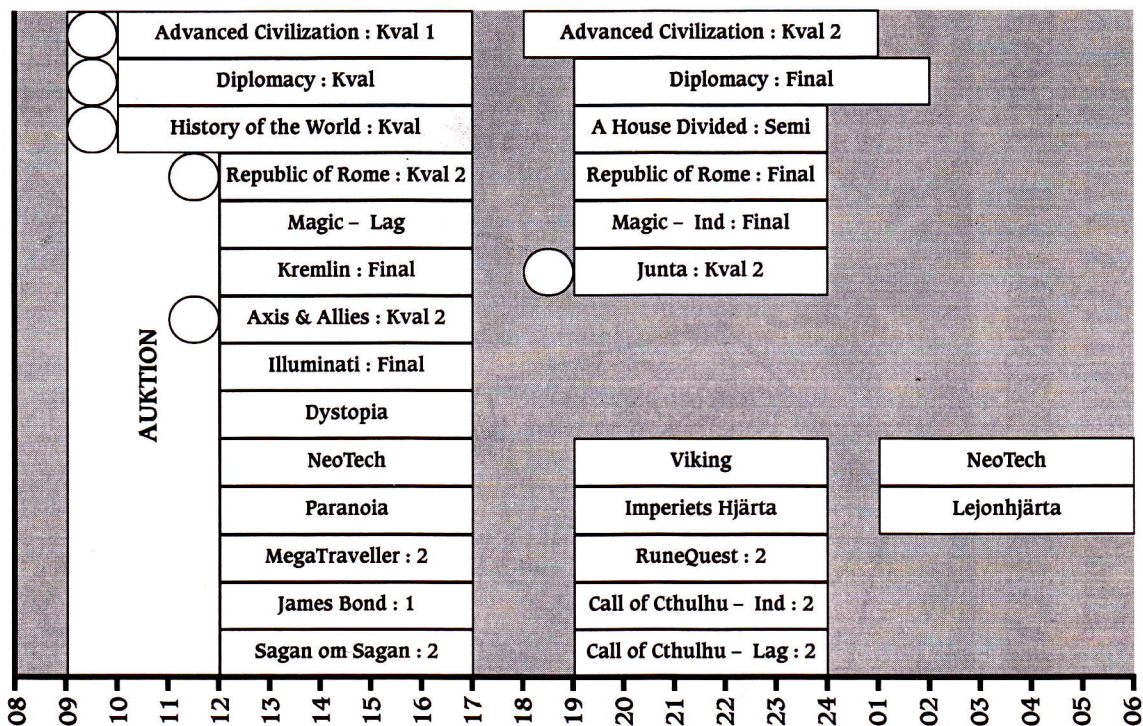 Advanced Civilization : Kval 1
Advanced Civilization : Kval 2
Diplomacy : Kval
Diplomacy : Final
History of the World : Kval
A House Divided : Semi
Republic of Rome : Kval 2
Republic of Rome : Final
Magic – Lag
Magic – Ind : Final
Kremlin : Final
Junta : Kval 2
Axis & Allies : Kval 2
Illuminati : Final
AUKTION
Dystopia
NeoTech
Viking
NeoTech
Paranoia
Imperiets Hjärta
Lejonhjärta
MegaTraveller : 2
RuneQuest : 2
James Bond : 1
Call of Cthulhu – Ind : 2
Sagan om Sagan : 2
Call of Cthulhu – Lag : 2
08 09 10 11 12 13 14 15 16 17 18 19 20 21 22 23 24 01 02 03 04 05 06